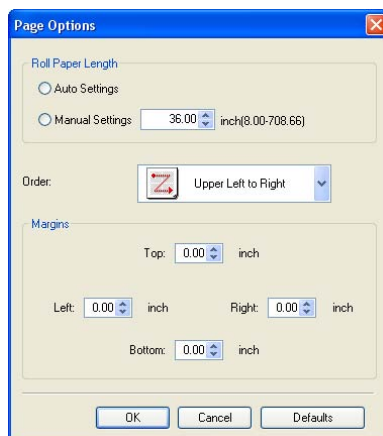 Page Options
Roll Paper Length
Auto Settings
Manual Settings 36.00 inch(8.00-708.66)
Order: Upper Left to Right
Margins
Top: 0.00 inch
Left: 0.00 inch Right: 0.00 inch
Bottom: 0.00 inch
OK Cancel Defaults